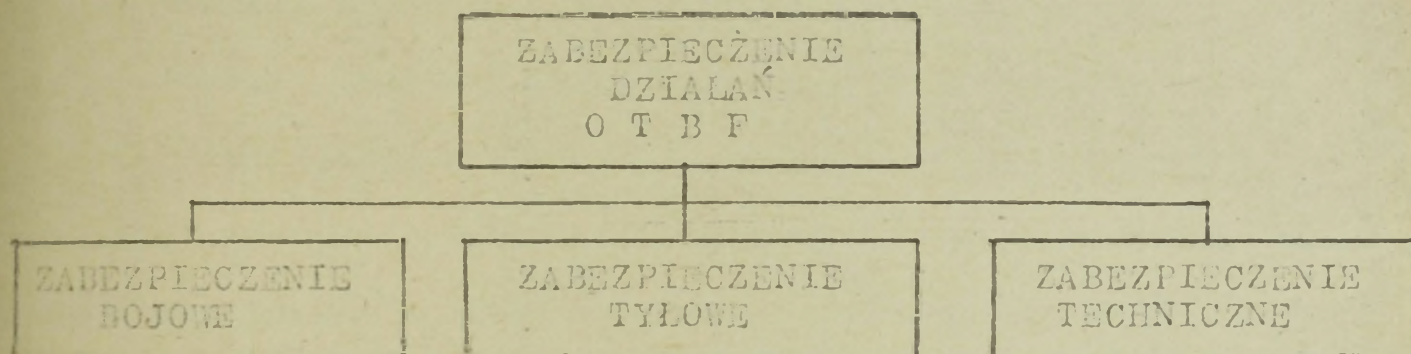 ZABEZPIECZENIE
DZIAŁAŃ
O T B F
ZABEZPIECZENIE
BOJOWE
ZABEZPIECZENIE
TYŁOWE
ZABEZPIECZENIE
TECHNICZNE